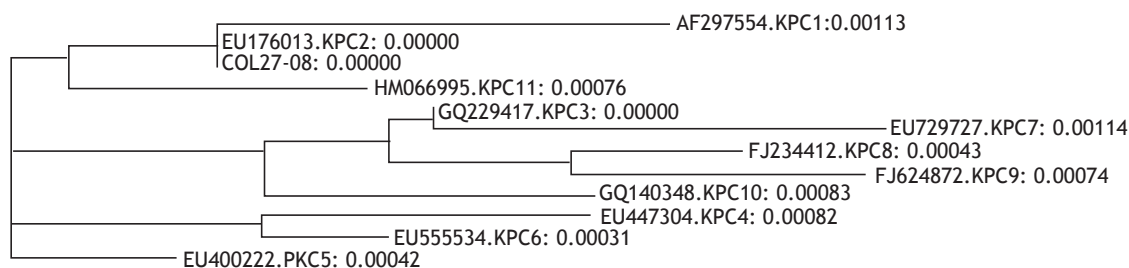 AF297554.KPC1:0.00113
EU176013.KPC2: 0.00000
COL27-08: 0.00000
HM066995.KPC11: 0.00076
GQ229417.KPC3: 0.00000
EU729727.KPC7: 0.00114
FJ234412.KPC8: 0.00043
FJ624872.KPC9: 0.00074
GQ140348.KPC10: 0.00083
EU447304.KPC4: 0.00082
EU555534.KPC6: 0.00031
EU400222.PKC5: 0.00042